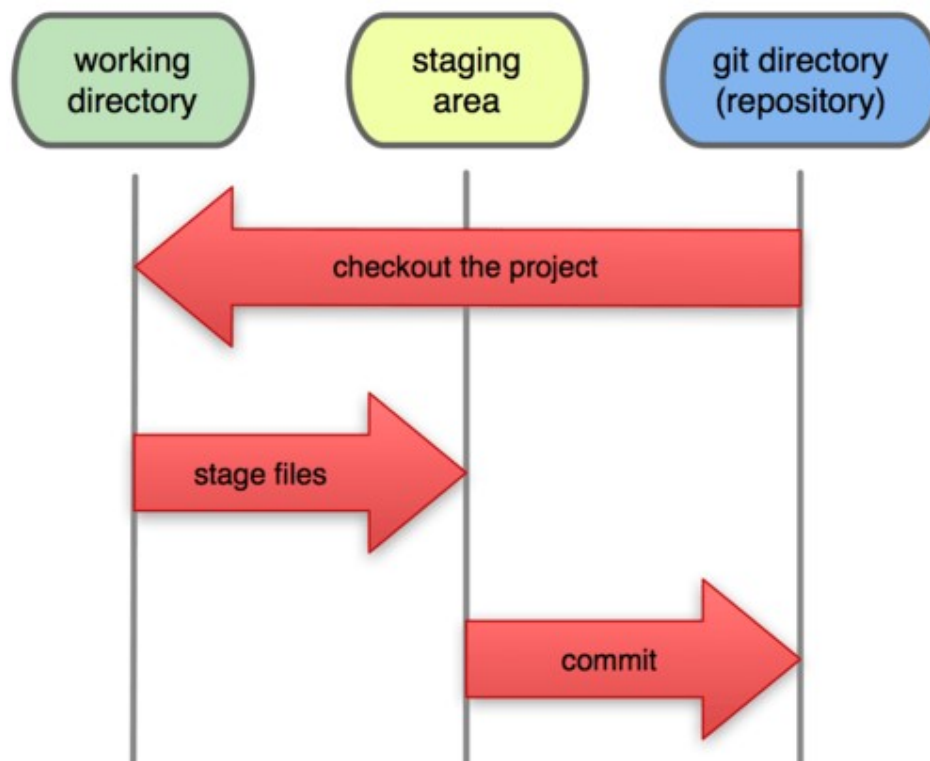 working
directory
staging
area
git directory
(repository)
checkout the project
stage files
commit